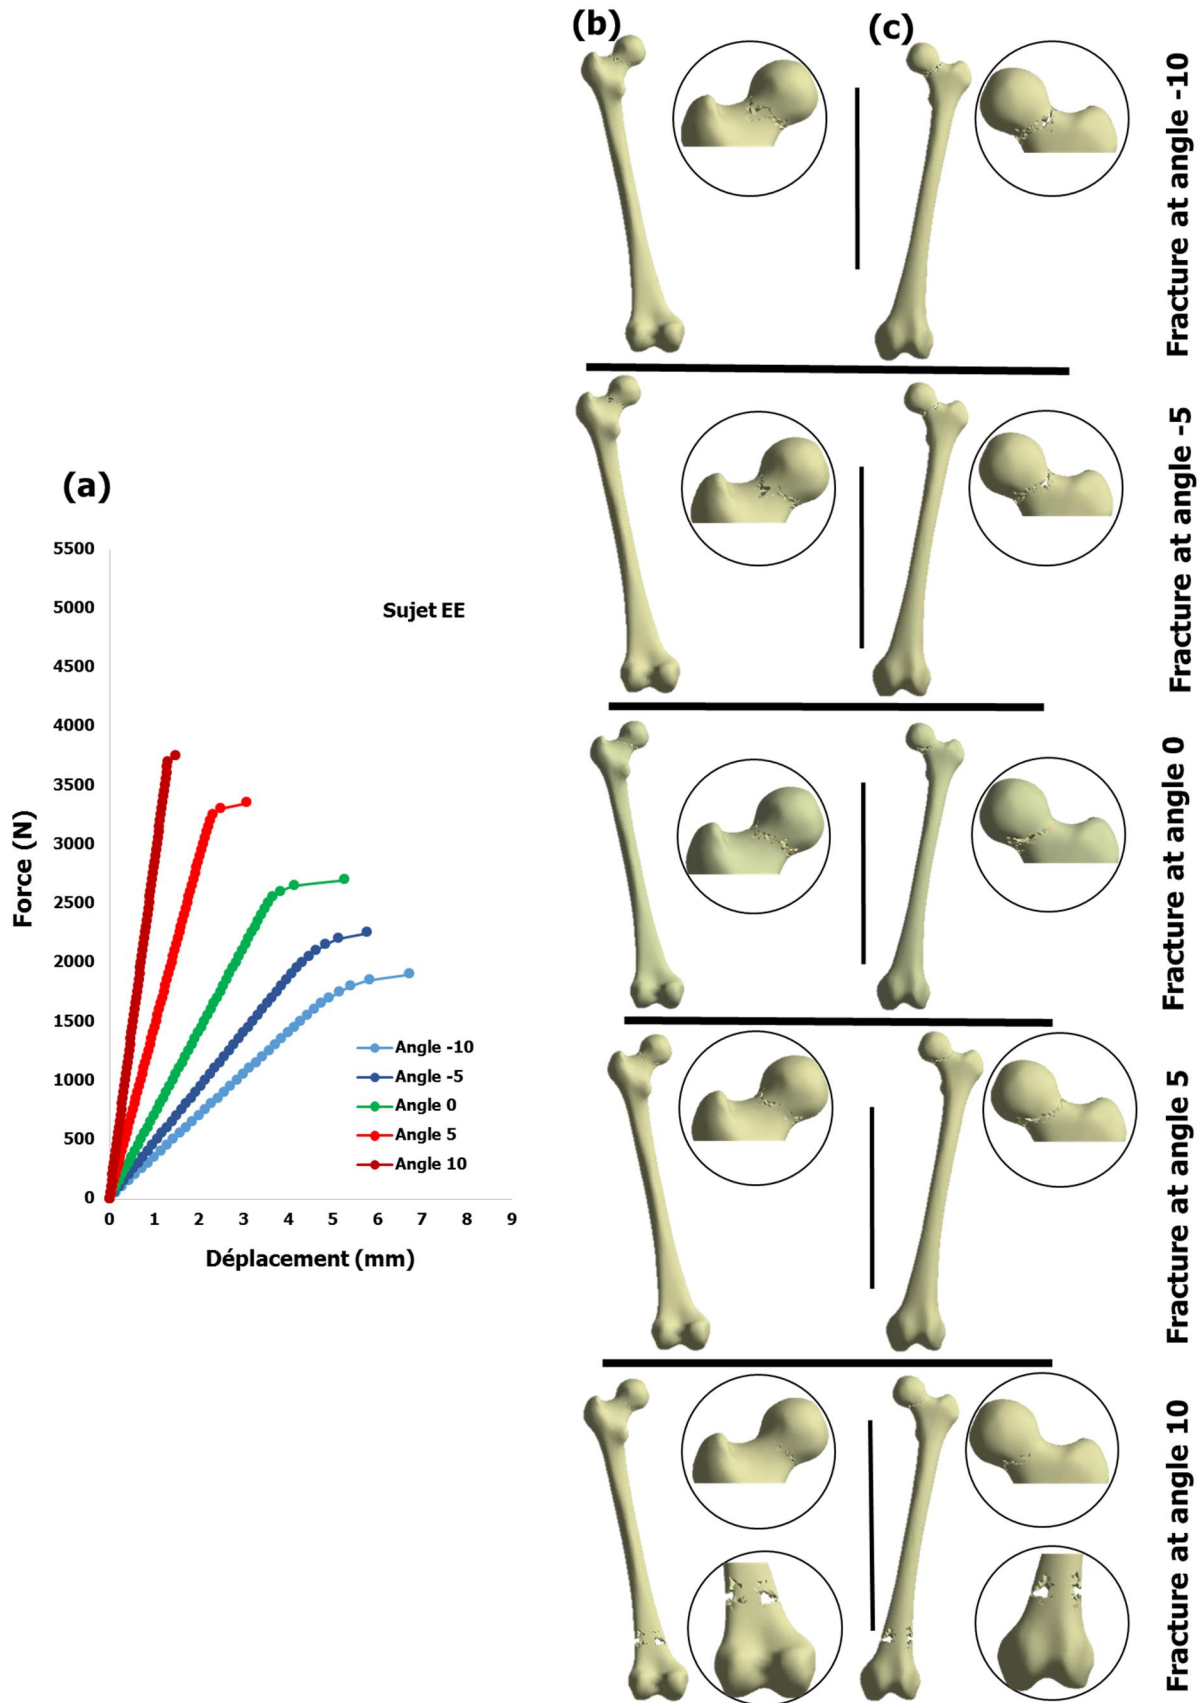 (b)
(c)
Fracture at angle -10
Fracture at angle -5
Fracture at angle 0
Fracture at angle 5
Fracture at angle 10
(a)
Sujet EE
Force (N)
5500
5000
4500
4000
3500
3000
2500
2000
1500
1000
500
0
Angle -10
Angle -5
Angle 0
Angle 5
Angle 10
0 1 2 3 4 5 6 7 8 9
Déplacement (mm)